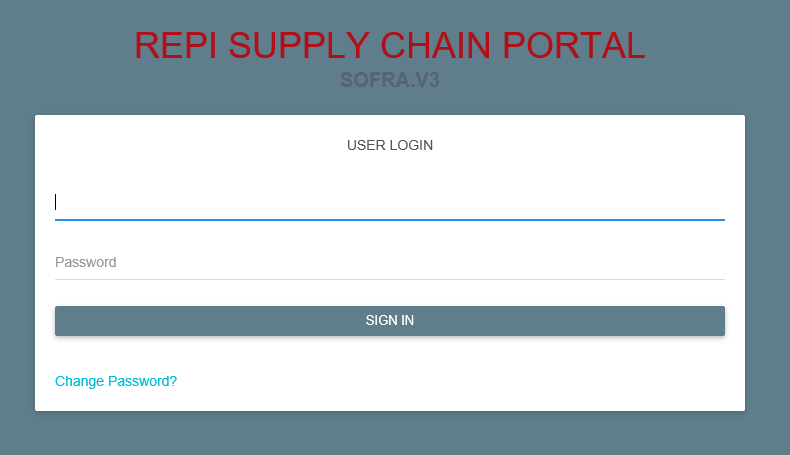 REPI SUPPLY CHAIN PORTAL
SOFRA.V3
USER LOGIN
Password
SIGN IN
Change Password?